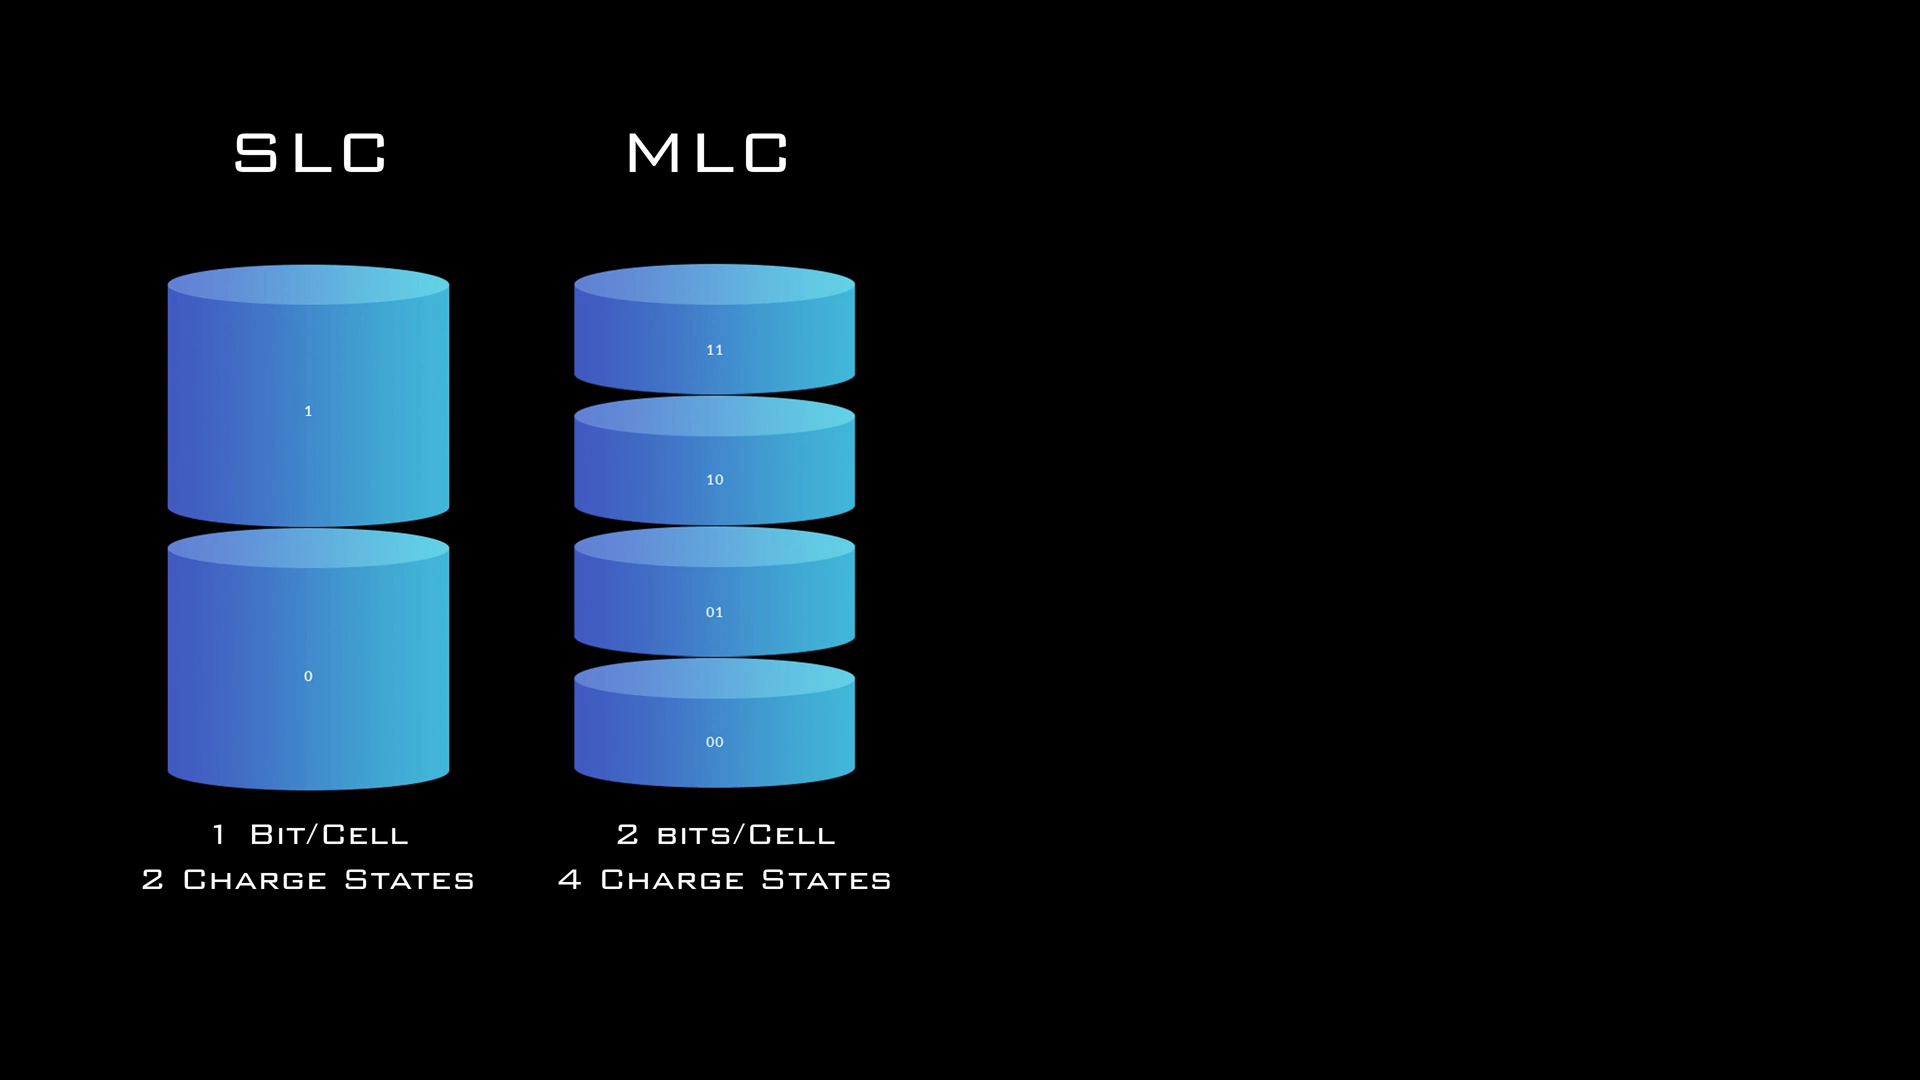 SLC
1
0
1 Bit/Cell
2 Charge States
MLC
11
10
01
00
2 bits/Cell
4 Charge States